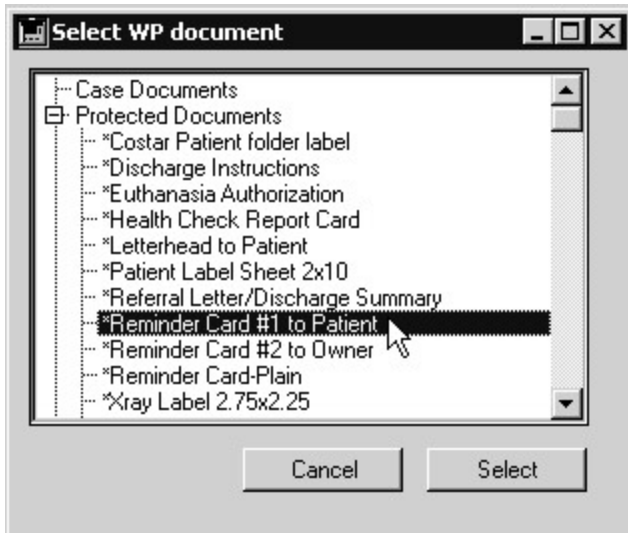 Select WP document
Case Documents
Protected Documents
*Costar Patient folder label
*Discharge Instructions
*Euthanasia Authorization
*Health Check Report Card
*Letterhead to Patient
*Patient Label Sheet 2x10
*Referral Letter/Discharge Summary
*Reminder Card #1 to Patient
*Reminder Card #2 to Owner
*Reminder Card-Plain
*Xray Label 2.75x2.25
Cancel Select